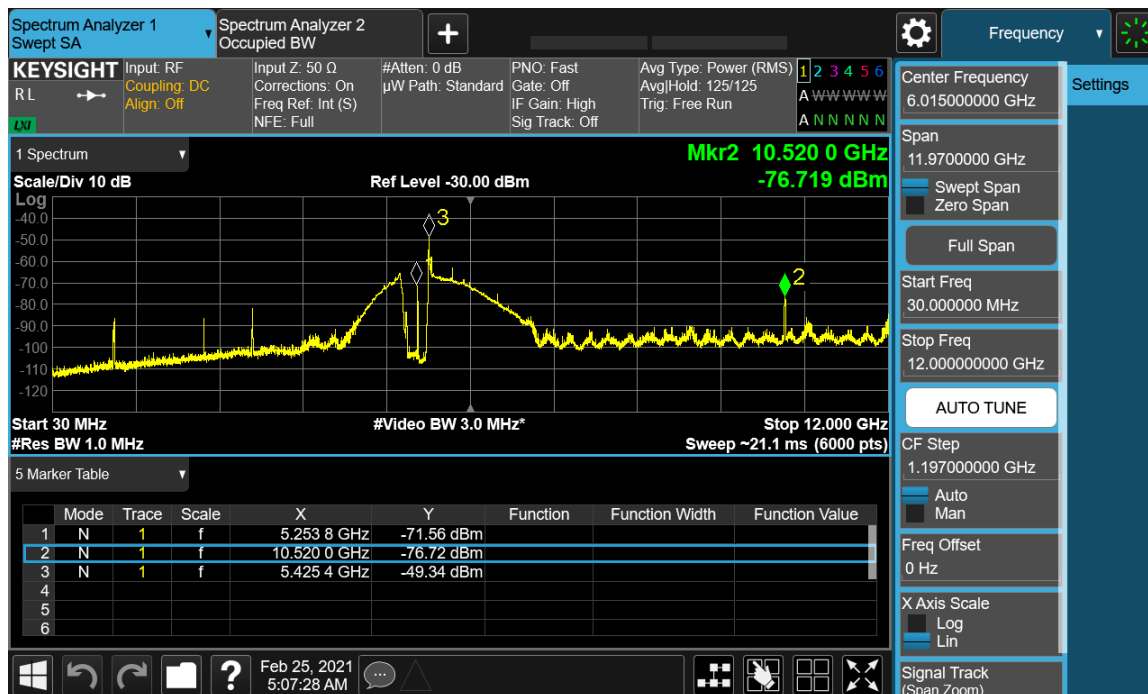 Spectrum Analyzer 1
Swept SA
Spectrum Analyzer 2
Occupied BW
Frequency
KEYSIGHT
R L
LXI
Input: RF
Coupling: DC
Align: Off
Input Z: 50 Ω
Corrections: On
Freq Ref: Int (S)
NFE: Full
#Atten: 0 dB
µW Path: Standard
PNO: Fast
Gate: Off
IF Gain: High
Sig Track: Off
Avg Type: Power (RMS)
Avg|Hold: 125/125
Trig: Free Run
1 2 3 4 5 6
A W W W W W
A N N N N N
1 Spectrum
Mkr2 10.520 0 GHz
Scale/Div 10 dB
Ref Level -30.00 dBm
-76.719 dBm
Log
-40.0
-50.0
-60.0
-70.0
-80.0
-90.0
-100
-110
-120
3
2
Start 30 MHz
#Video BW 3.0 MHz*
Stop 12.000 GHz
#Res BW 1.0 MHz
Sweep ~21.1 ms (6000 pts)
5 Marker Table
Mode Trace Scale X Y Function Function Width Function Value
1 N 1 f 5.253 8 GHz -71.56 dBm
2 N 1 f 10.520 0 GHz -76.72 dBm
3 N 1 f 5.425 4 GHz -49.34 dBm
4
5
6
Feb 25, 2021
5:07:28 AM
Center Frequency
6.015000000 GHz
Span
11.9700000 GHz
Swept Span
Zero Span
Full Span
Start Freq
30.000000 MHz
Stop Freq
12.000000000 GHz
AUTO TUNE
CF Step
1.197000000 GHz
Auto
Man
Freq Offset
0 Hz
X Axis Scale
Log
Lin
Signal Track
(Span Zoom)
Settings